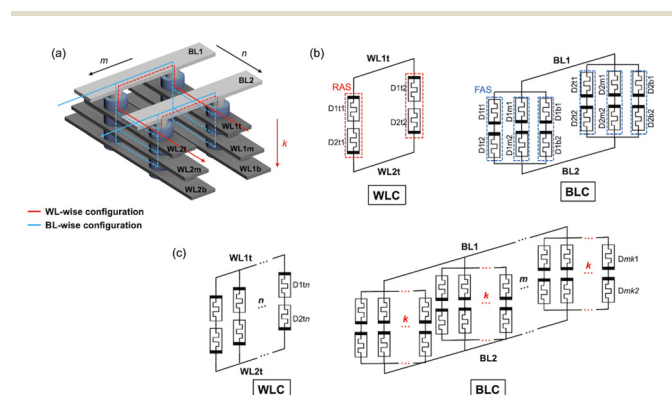 (a)
m
n
BL1
BL2
WL1t
WL2t
WL1m
WL2m
WL1b
WL2b
k
WL-wise configuration
BL-wise configuration
(b)
WL1t
RAS
D1t1
D2t1
D1t2
D2t2
WL2t
WLC
BL1
FAS
D1t1
D1t2
D1m1
D1m2
D1b1
D1b2
D2t1
D2t2
D2m1
D2m2
D2b1
D2b2
BL2
BLC
(c)
WL1t
n
D1tn
D2tn
WL2t
WLC
BL1
k
k
m
k
Dmk1
Dmk2
BL2
BLC